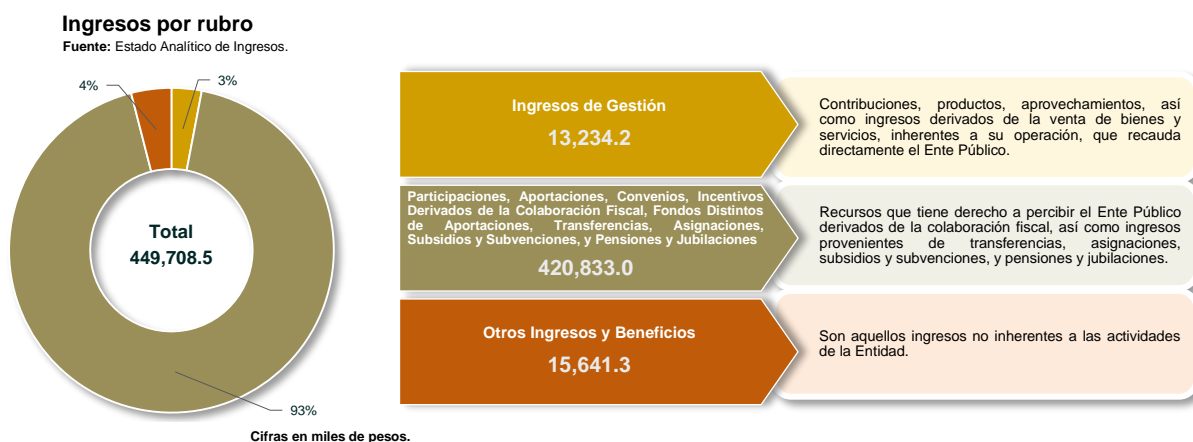 Ingresos por rubro
Fuente: Estado Analítico de Ingresos.
4%
3%
Total
449,708.5
93%
Cifras en miles de pesos.
Ingresos de Gestión
13,234.2
Contribuciones, productos, aprovechamientos, así
como ingresos derivados de la venta de bienes y
servicios, inherentes a su operación, que recauda
directamente el Ente Público.
Participaciones, Aportaciones, Convenios, Incentivos
Derivados de la Colaboración Fiscal, Fondos Distintos
de Aportaciones, Transferencias, Asignaciones,
Subsidios y Subvenciones, y Pensiones y Jubilaciones
420,833.0
Recursos que tiene derecho a percibir el Ente Público
derivados de la colaboración fiscal, así como ingresos
provenientes de transferencias, asignaciones,
subsidios y subvenciones, y pensiones y jubilaciones.
Otros Ingresos y Beneficios
15,641.3
Son aquellos ingresos no inherentes a las actividades
de la Entidad.